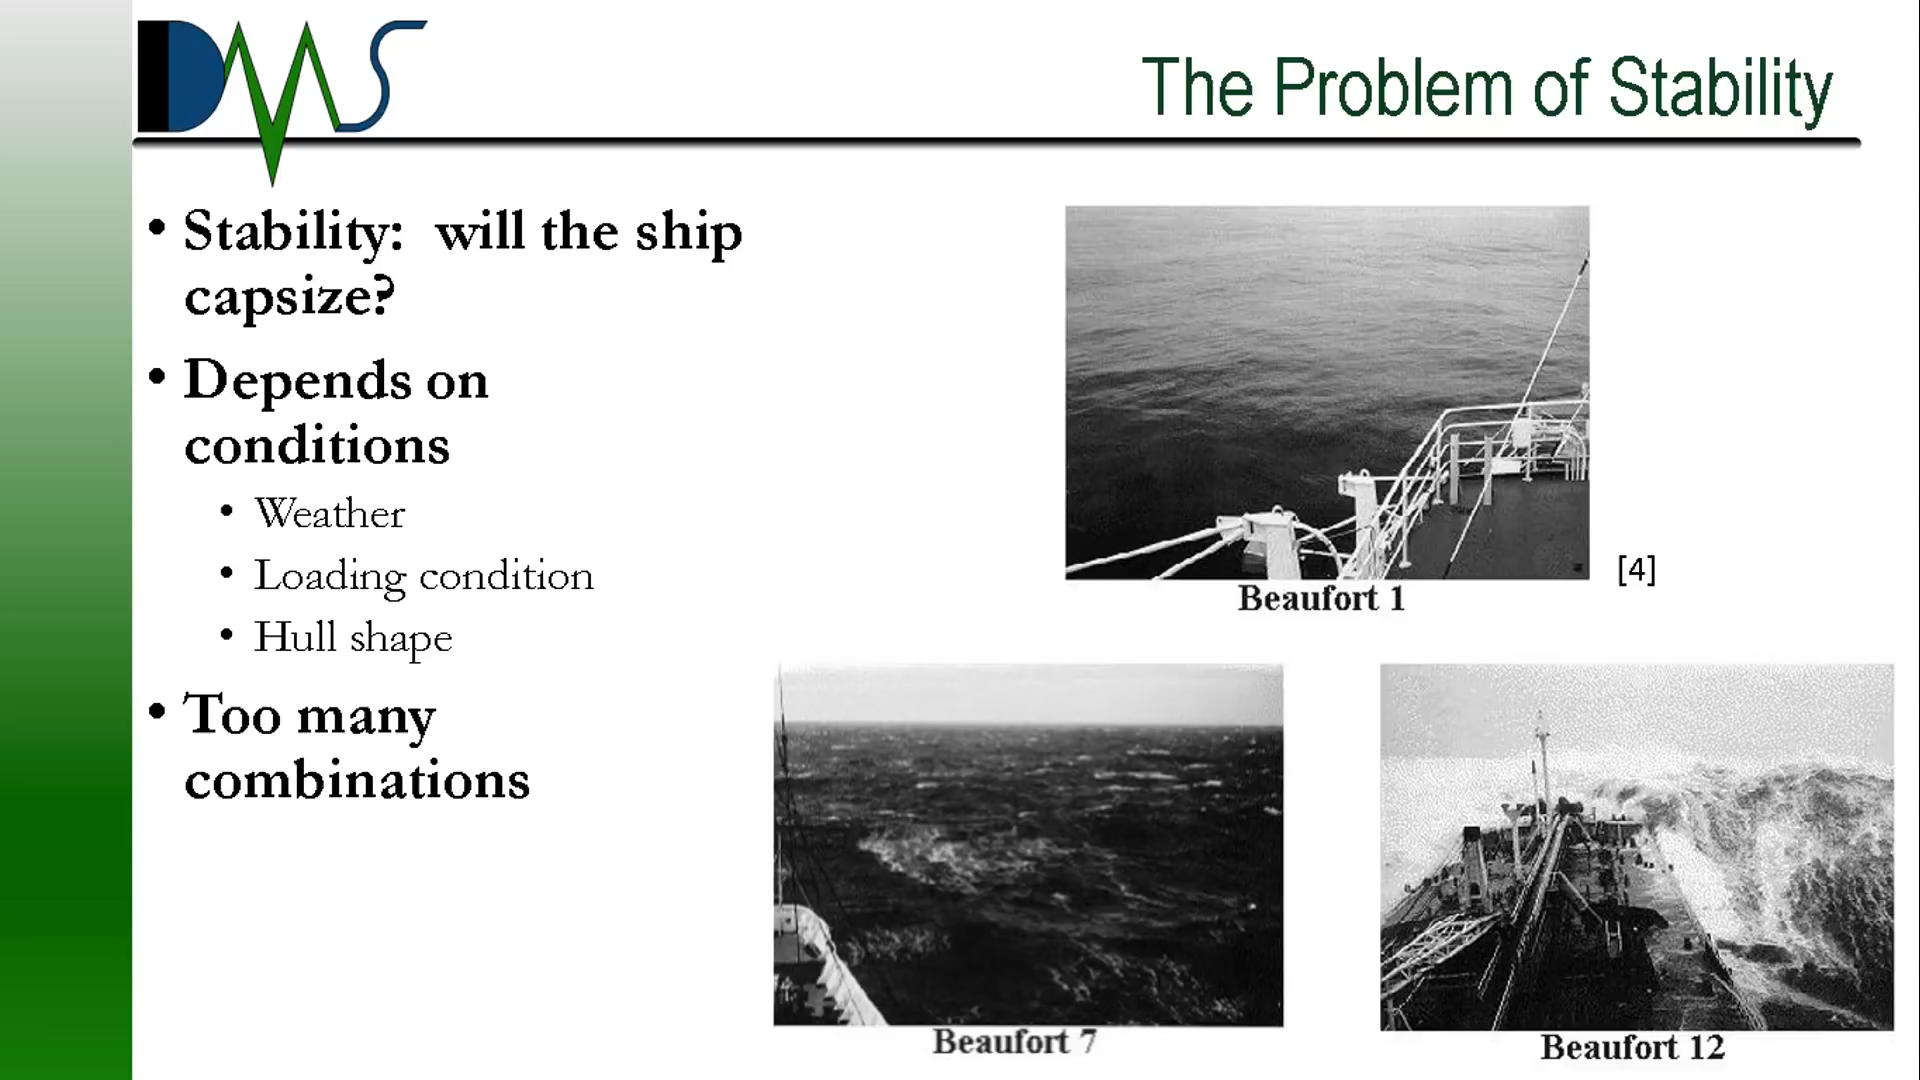 DMS
The Problem of Stability
• Stability:  will the ship
capsize?
• Depends on
conditions
• Weather
• Loading condition
• Hull shape
• Too many
combinations
[4]
Beaufort 1
Beaufort 7
Beaufort 12